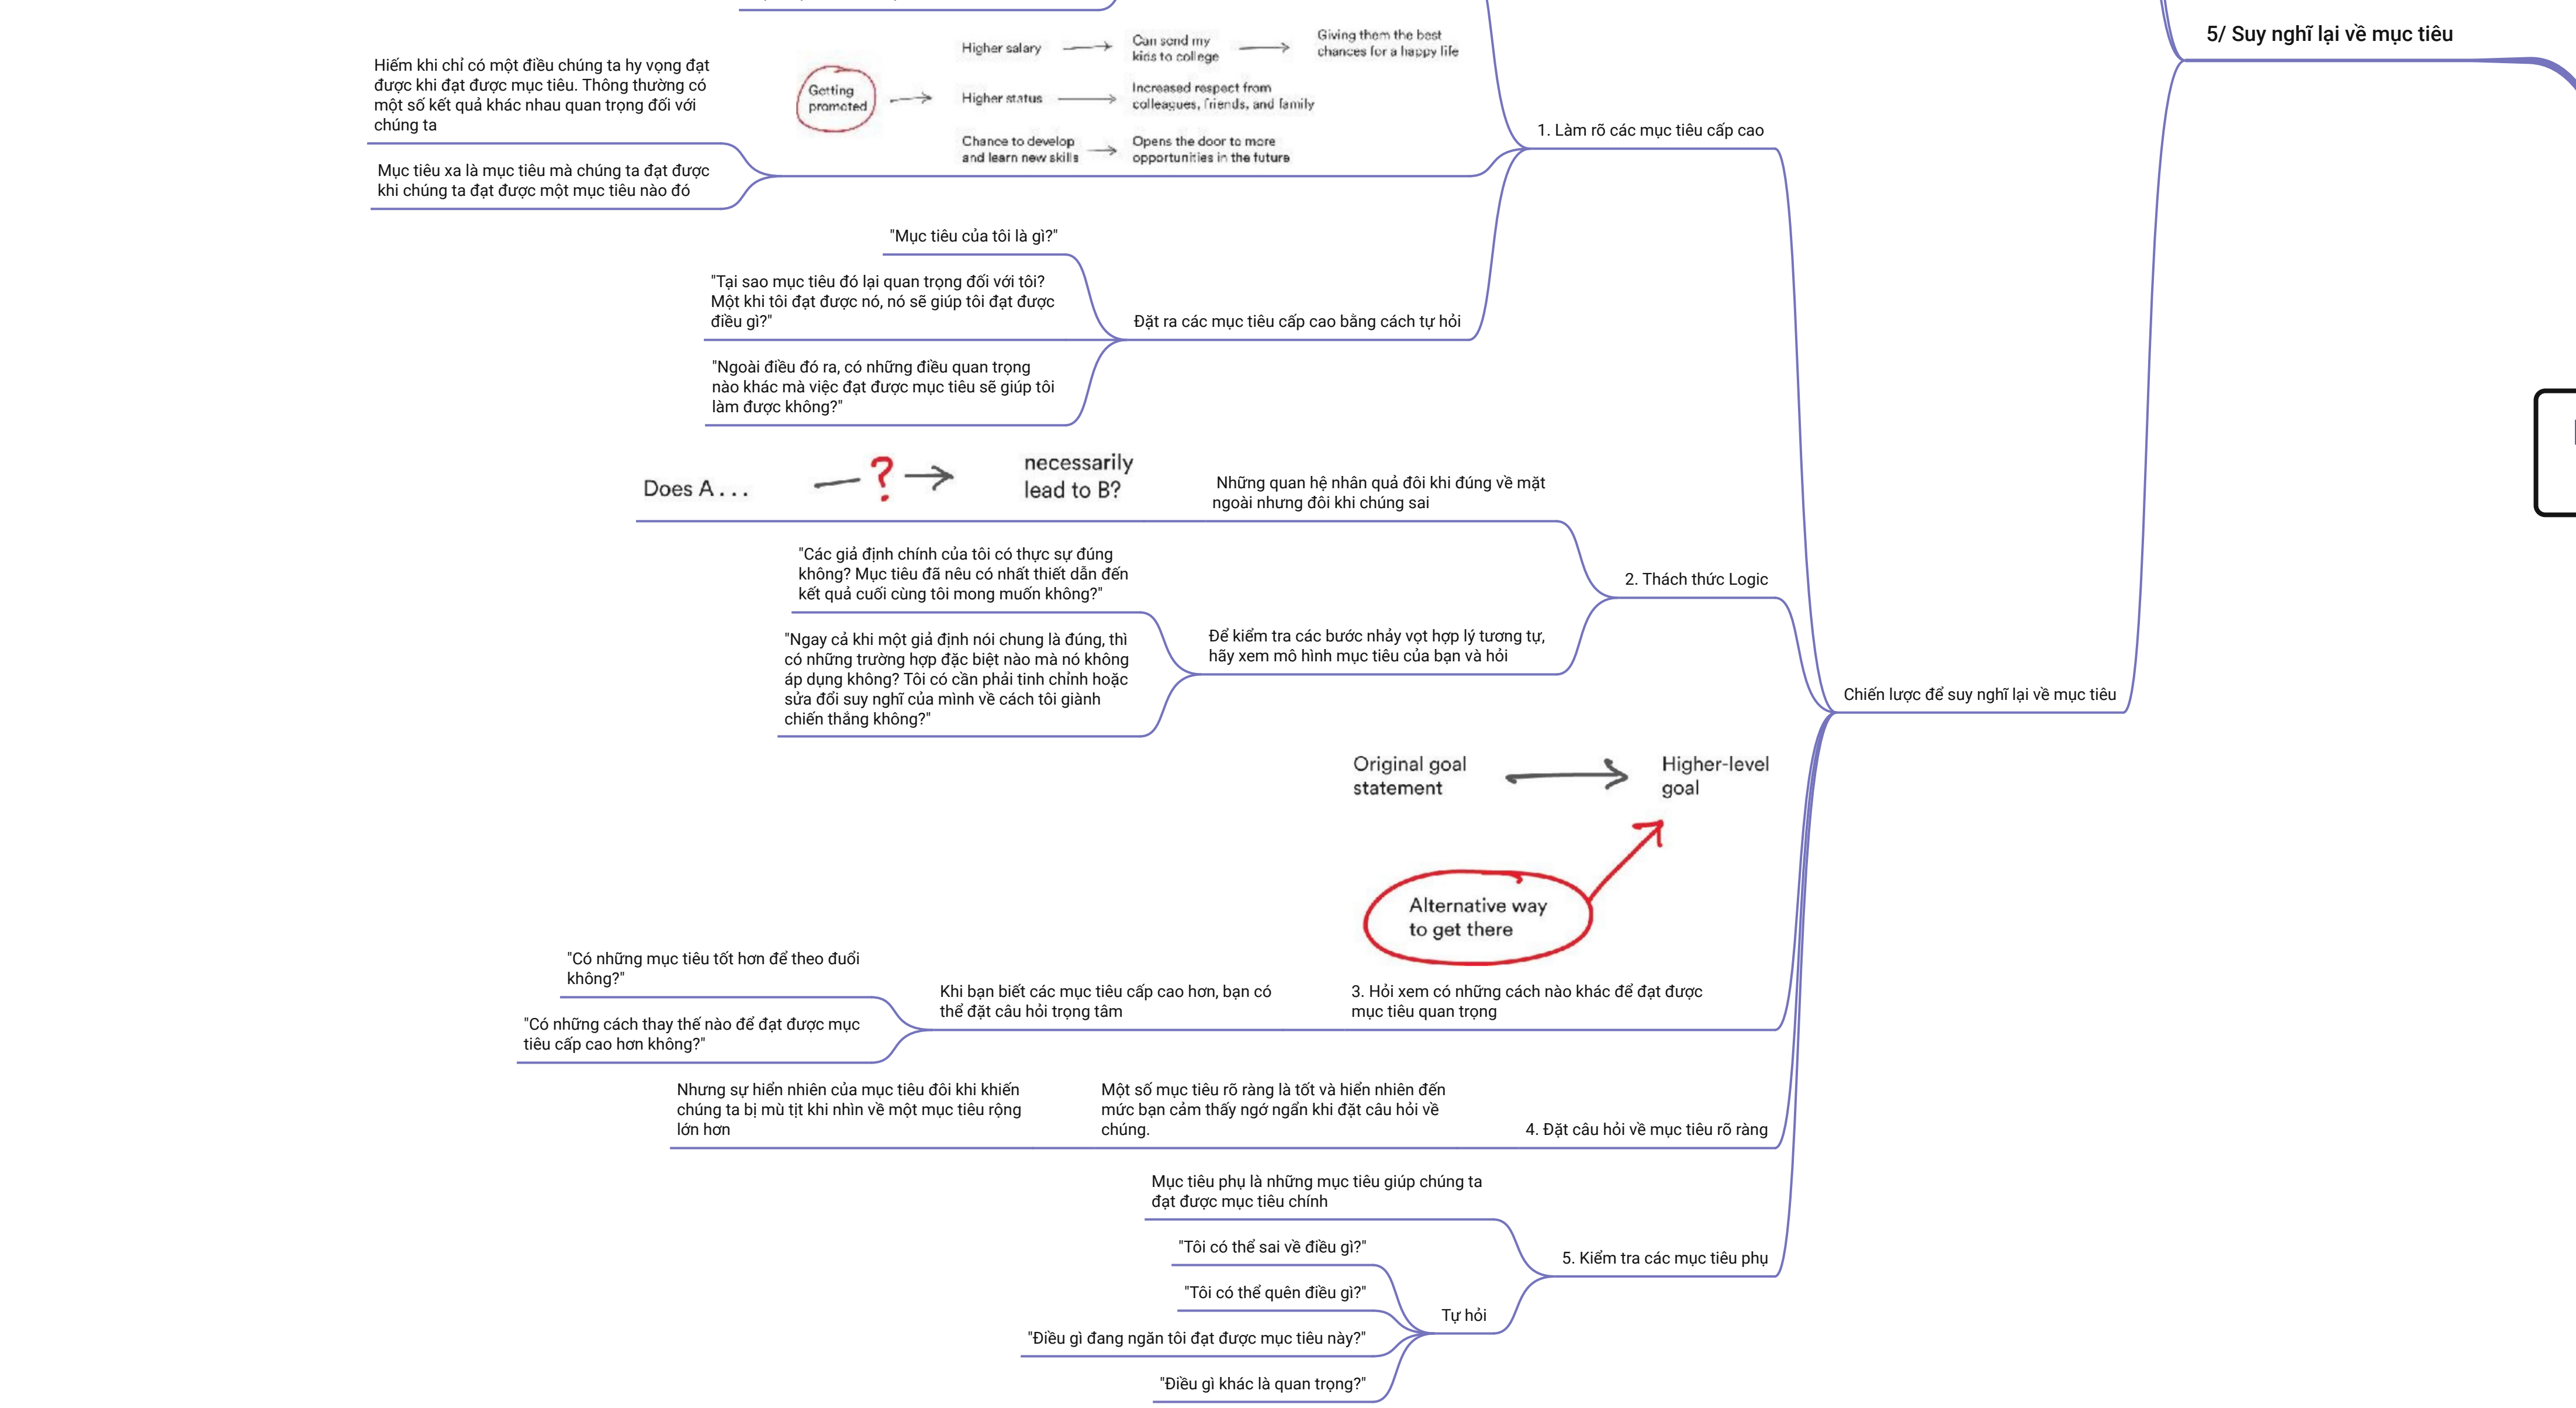 5/ Suy nghĩ lại về mục tiêu
Chiến lược để suy nghĩ lại về mục tiêu
1. Làm rõ các mục tiêu cấp cao
Getting
promoted
Higher salary
Can send my
kids to college
Giving them the best
chances for a happy life
Higher status
Increased respect from
colleagues, friends, and family
Chance to develop
and learn new skills
Opens the door to more
opportunities in the future
Hiếm khi chỉ có một điều chúng ta hy vọng đạt
được khi đạt được mục tiêu. Thông thường có
một số kết quả khác nhau quan trọng đối với
chúng ta
Mục tiêu xa là mục tiêu mà chúng ta đạt được
khi chúng ta đạt được một mục tiêu nào đó
Đặt ra các mục tiêu cấp cao bằng cách tự hỏi
"Mục tiêu của tôi là gì?"
"Tại sao mục tiêu đó lại quan trọng đối với tôi?
Một khi tôi đạt được nó, nó sẽ giúp tôi đạt được
điều gì?"
"Ngoài điều đó ra, có những điều quan trọng
nào khác mà việc đạt được mục tiêu sẽ giúp tôi
làm được không?"
2. Thách thức Logic
Những quan hệ nhân quả đôi khi đúng về mặt
ngoài nhưng đôi khi chúng sai
Does A . . .
?
necessarily
lead to B?
Để kiểm tra các bước nhảy vọt hợp lý tương tự,
hãy xem mô hình mục tiêu của bạn và hỏi
"Các giả định chính của tôi có thực sự đúng
không? Mục tiêu đã nêu có nhất thiết dẫn đến
kết quả cuối cùng tôi mong muốn không?"
"Ngay cả khi một giả định nói chung là đúng, thì
có những trường hợp đặc biệt nào mà nó không
áp dụng không? Tôi có cần phải tinh chỉnh hoặc
sửa đổi suy nghĩ của mình về cách tôi giành
chiến thắng không?"
Original goal
statement
Higher-level
goal
Alternative way
to get there
3. Hỏi xem có những cách nào khác để đạt được
mục tiêu quan trọng
Khi bạn biết các mục tiêu cấp cao hơn, bạn có
thể đặt câu hỏi trọng tâm
"Có những mục tiêu tốt hơn để theo đuổi
không?"
"Có những cách thay thế nào để đạt được mục
tiêu cấp cao hơn không?"
4. Đặt câu hỏi về mục tiêu rõ ràng
Một số mục tiêu rõ ràng là tốt và hiển nhiên đến
mức bạn cảm thấy ngớ ngẩn khi đặt câu hỏi về
chúng.
Nhưng sự hiển nhiên của mục tiêu đôi khi khiến
chúng ta bị mù tịt khi nhìn về một mục tiêu rộng
lớn hơn
5. Kiểm tra các mục tiêu phụ
Mục tiêu phụ là những mục tiêu giúp chúng ta
đạt được mục tiêu chính
Tự hỏi
"Tôi có thể sai về điều gì?"
"Tôi có thể quên điều gì?"
"Điều gì đang ngăn tôi đạt được mục tiêu này?"
"Điều gì khác là quan trọng?"